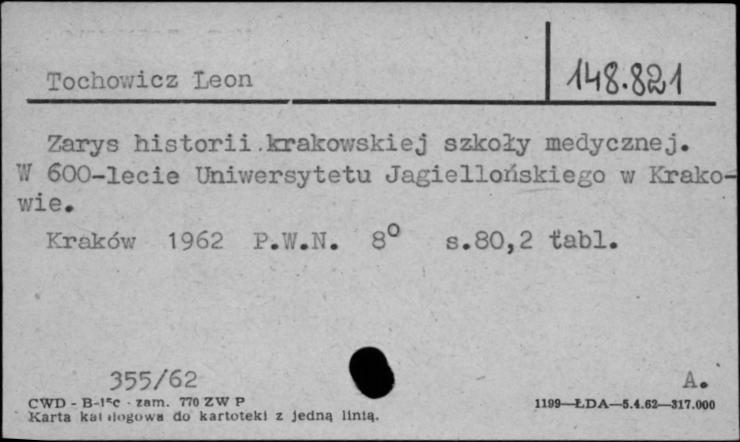 Tochowicz Leon
148.821
Zarys historii krakowskiej szkoły medycznej.
W 600-lecie Uniwersytetu Jagiellońskiego w Krako-
wie.
Kraków 1962 P.W.N. 8° s.80,2 tabl.
355/62
A.
CWD - B-1 c - zam. 770 ZW P
1199—ŁDA—5.4.62—317.000
Karta katalogowa do kartoteki z jedną linią.